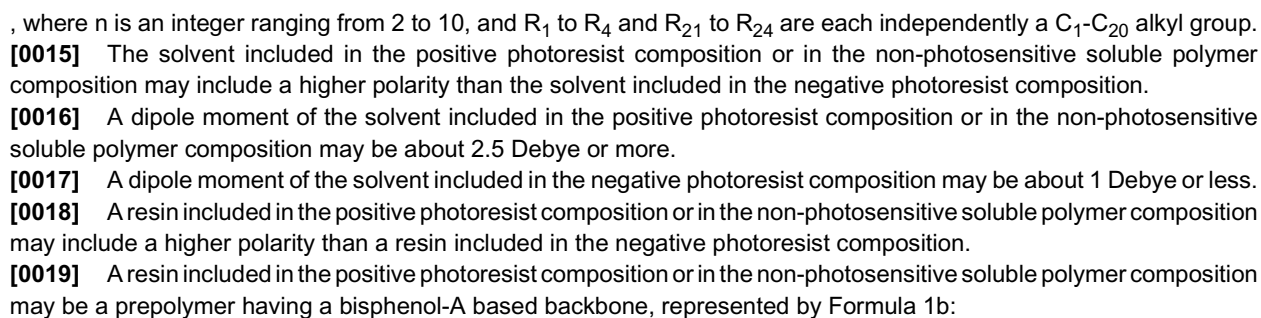 , where n is an integer ranging from 2 to 10, and R1 to R4 and R21 to R24 are each independently a C1-C20 alkyl group.
[0015] The solvent included in the positive photoresist composition or in the non-photosensitive soluble polymer
composition may include a higher polarity than the solvent included in the negative photoresist composition.
[0016] A dipole moment of the solvent included in the positive photoresist composition or in the non-photosensitive
soluble polymer composition may be about 2.5 Debye or more.
[0017] A dipole moment of the solvent included in the negative photoresist composition may be about 1 Debye or less.
[0018] A resin included in the positive photoresist composition or in the non-photosensitive soluble polymer composition
may include a higher polarity than a resin included in the negative photoresist composition.
[0019] A resin included in the positive photoresist composition or in the non-photosensitive soluble polymer composition
may be a prepolymer having a bisphenol-A based backbone, represented by Formula 1b: